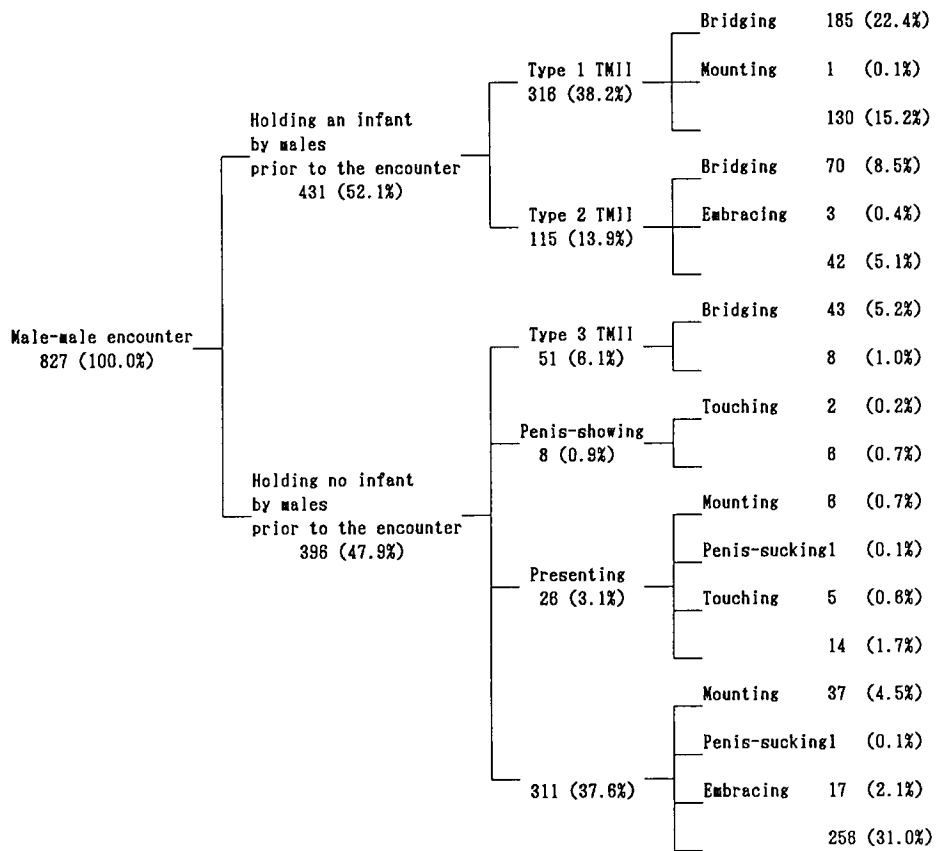 Male-male encounter
827 (100.0%)
Holding an infant
by males
prior to the encounter
431 (52.1%)
Holding no infant
by males
prior to the encounter
396 (47.9%)
Type 1 TMII
316 (38.2%)
Type 2 TMII
115 (13.9%)
Type 3 TMII
51 (6.1%)
Penis-showing
8 (0.9%)
Presenting
26 (3.1%)
311 (37.6%)
Bridging 185 (22.4%)
Mounting 1 (0.1%)
130 (15.2%)
Bridging 70 (8.5%)
Embracing 3 (0.4%)
42 (5.1%)
Bridging 43 (5.2%)
8 (1.0%)
Touching 2 (0.2%)
6 (0.7%)
Mounting 6 (0.7%)
Penis-sucking1 (0.1%)
Touching 5 (0.6%)
14 (1.7%)
Mounting 37 (4.5%)
Penis-sucking1 (0.1%)
Embracing 17 (2.1%)
256 (31.0%)